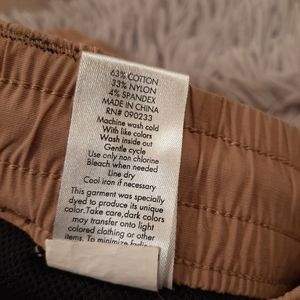 63% COTTON
33% NYLON
4% SPANDEX
MADE IN CHINA
RN# 090233
Machine wash cold
With like colors
Wash inside out
Gentle cycle
Use only non chlorine
Bleach when needed
Line dry
Cool iron if necessary
This garment was specially
dyed to produce its unique
color.Take care,dark colors
may transfer onto light
colored clothing or other
items. To minimize fading